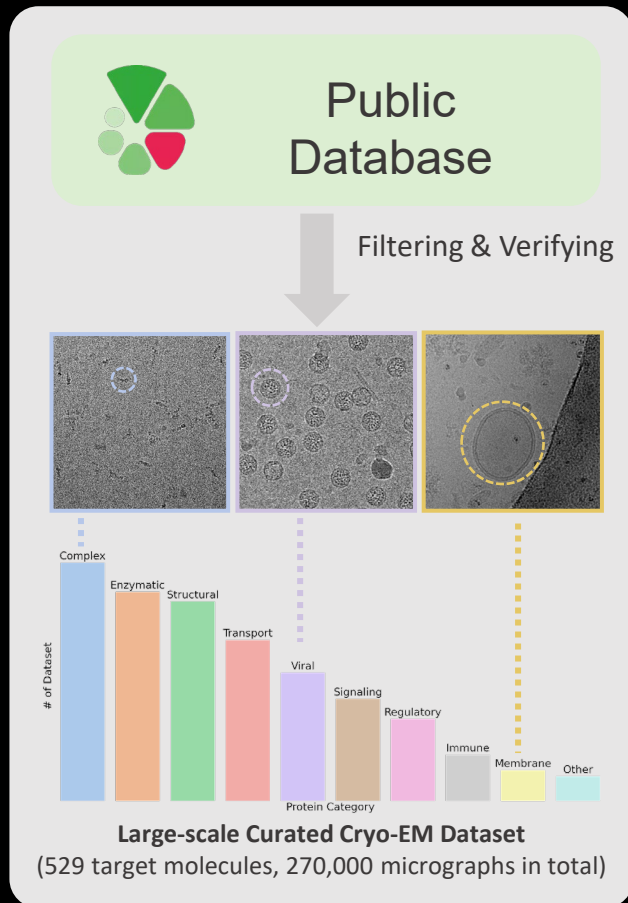 Public
Database
Filtering & Verifying
Complex
Enzymatic
Structural
Transport
Viral
Signaling
Regulatory
Immune
Membrane
Other
# of Dataset
Protein Category
Large-scale Curated Cryo-EM Dataset
(529 target molecules, 270,000 micrographs in total)